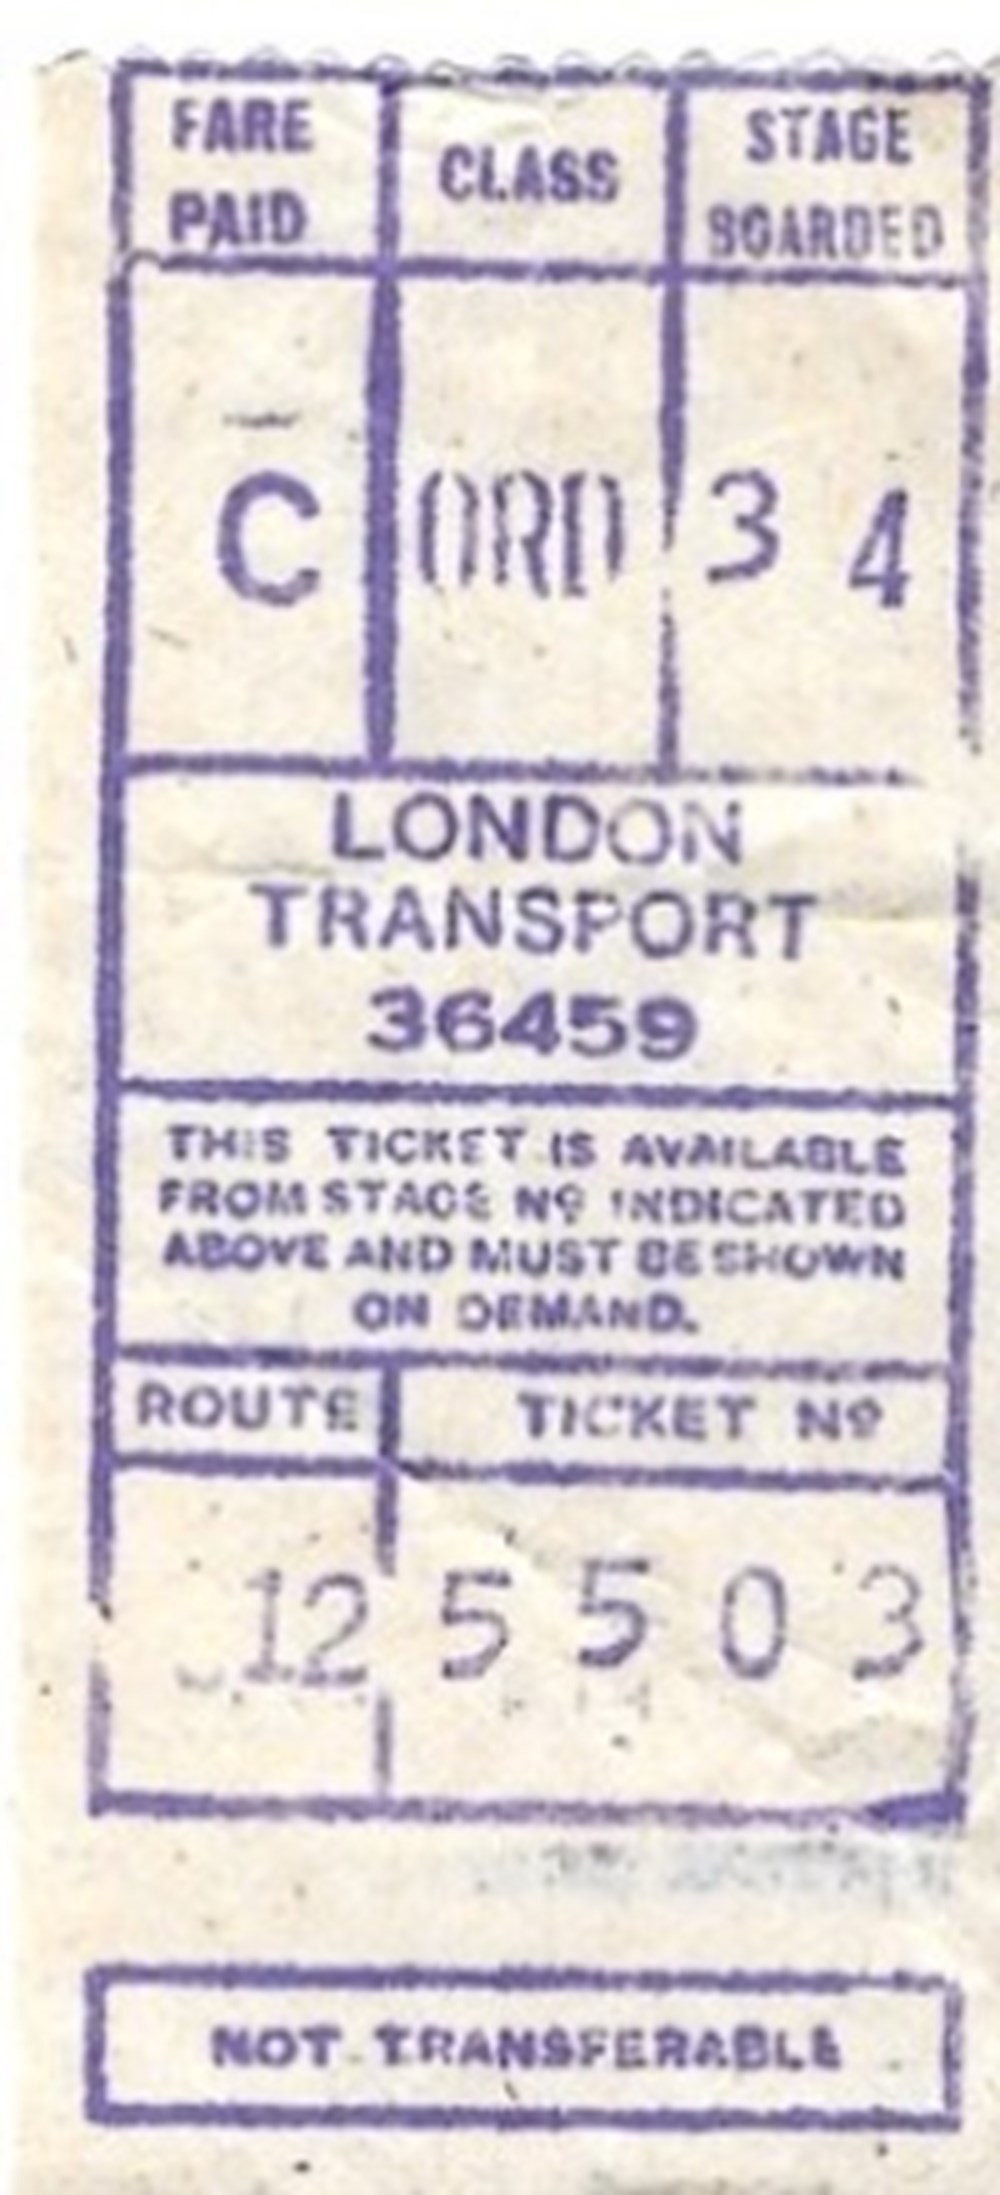 FARE PAID
CLASS
STAGE BOARDED
C
ORD
3 4
LONDON
TRANSPORT
36459
THIS TICKET IS AVAILABLE
FROM STAGE Nº INDICATED
ABOVE AND MUST BE SHOWN
ON DEMAND.
ROUTE
TICKET Nº
12
5 5 0 3
NOT TRANSFERABLE